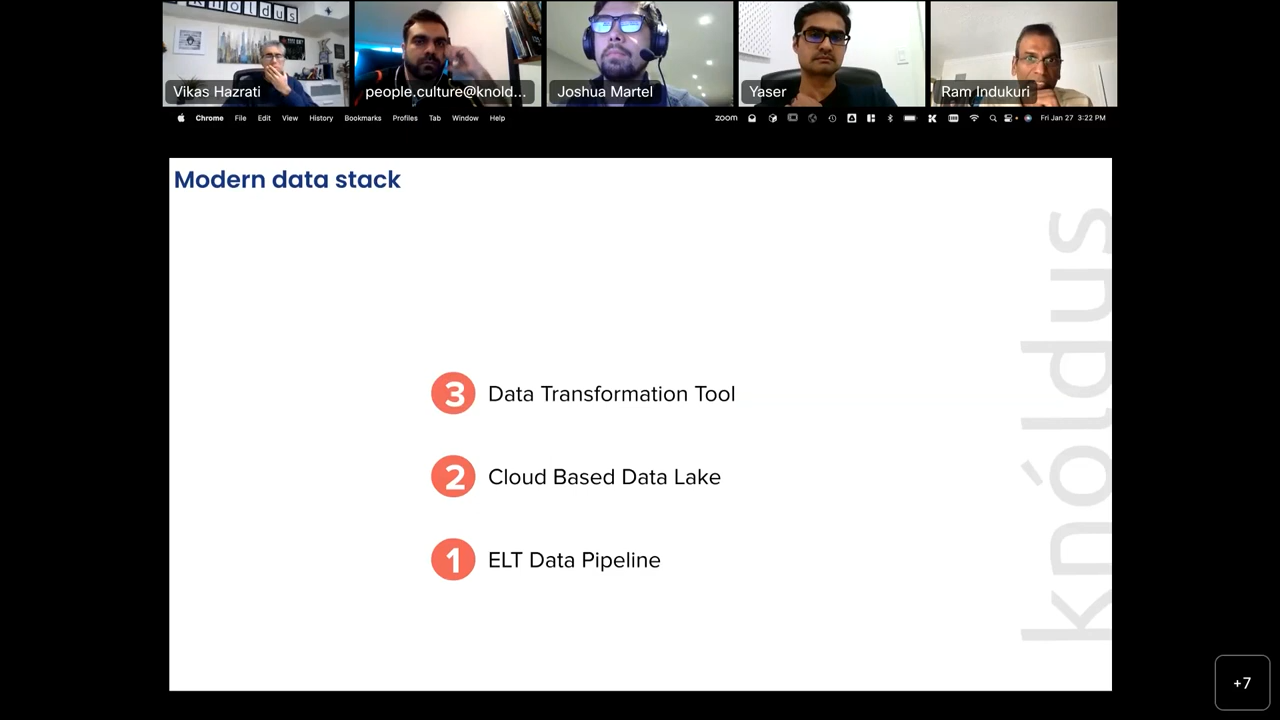 knoldus
Vikas Hazrati
people.culture@knold...
Joshua Martel
Yaser
Ram Indukuri
Chrome File Edit View History Bookmarks Profiles Tab Window Help
zoom
Fri Jan 27 3:22 PM
Modern data stack
3 Data Transformation Tool
2 Cloud Based Data Lake
1 ELT Data Pipeline
knóldus
+7